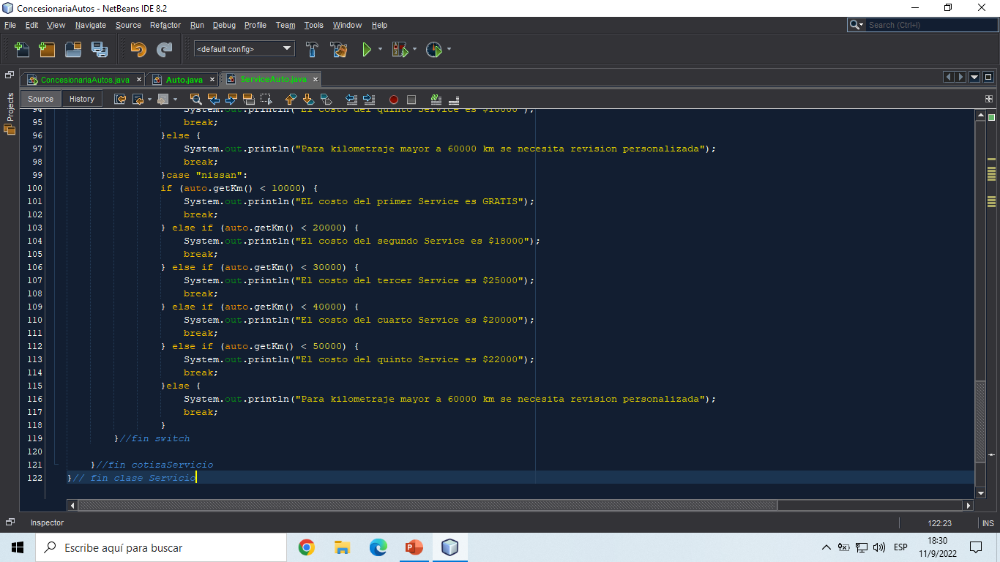 ConcesionariaAutos - NetBeans IDE 8.2
File Edit View Navigate Source Refactor Run Debug Profile Team Tools Window Help
Search (Ctrl+I)
<default config>
ConcesionariaAutos.java Auto.java ServiceAuto.java
Source History
Projects
94 System.out.println("El costo del quinto Service es $16000");
95 break;
96 }else {
97 System.out.println("Para kilometraje mayor a 60000 km se necesita revision personalizada");
98 break;
99 }case "nissan":
100 if (auto.getKm() < 10000) {
101 System.out.println("EL costo del primer Service es GRATIS");
102 break;
103 } else if (auto.getKm() < 20000) {
104 System.out.println("El costo del segundo Service es $18000");
105 break;
106 } else if (auto.getKm() < 30000) {
107 System.out.println("El costo del tercer Service es $25000");
108 break;
109 } else if (auto.getKm() < 40000) {
110 System.out.println("El costo del cuarto Service es $20000");
111 break;
112 } else if (auto.getKm() < 50000) {
113 System.out.println("El costo del quinto Service es $22000");
114 break;
115 }else {
116 System.out.println("Para kilometraje mayor a 60000 km se necesita revision personalizada");
117 break;
118 }
119 }//fin switch
120
121 }//fin cotizaServicio
122 }// fin clase Servicio
Inspector
122:23 INS
Escribe aquí para buscar
ESP
18:30
11/9/2022